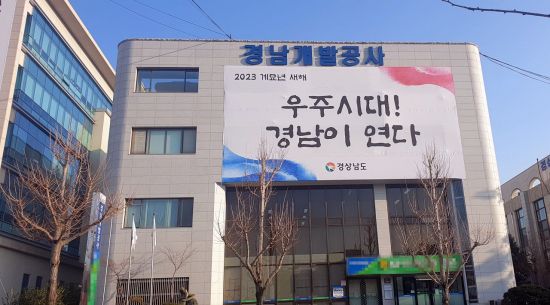 경남개발공사
2023 계묘년 새해
우주시대!
경남이 연다
경상남도